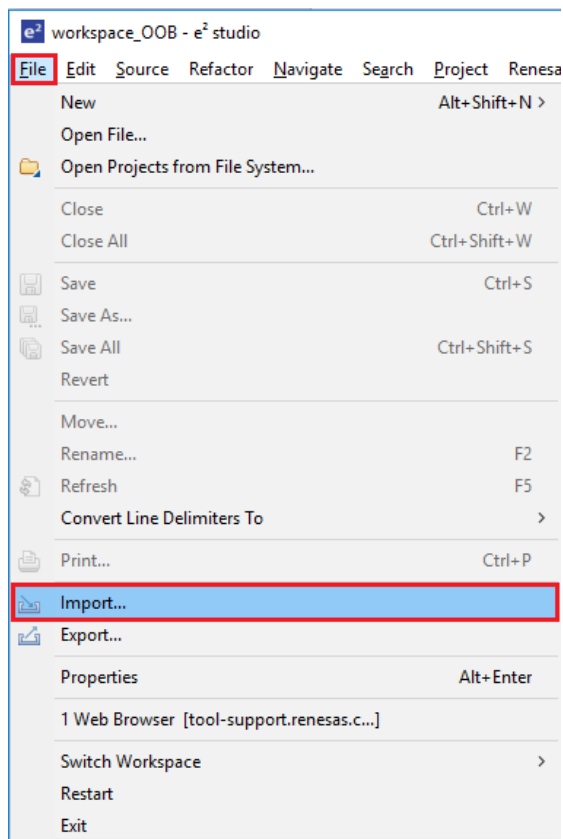 e² workspace_OOB - e² studio
File Edit Source Refactor Navigate Search Project Renesa
New Alt+Shift+N >
Open File...
Open Projects from File System...
Close Ctrl+W
Close All Ctrl+Shift+W
Save Ctrl+S
Save As...
Save All Ctrl+Shift+S
Revert
Move...
Rename... F2
Refresh F5
Convert Line Delimiters To >
Print... Ctrl+P
Import...
Export...
Properties Alt+Enter
1 Web Browser [tool-support.renesas.c...]
Switch Workspace >
Restart
Exit